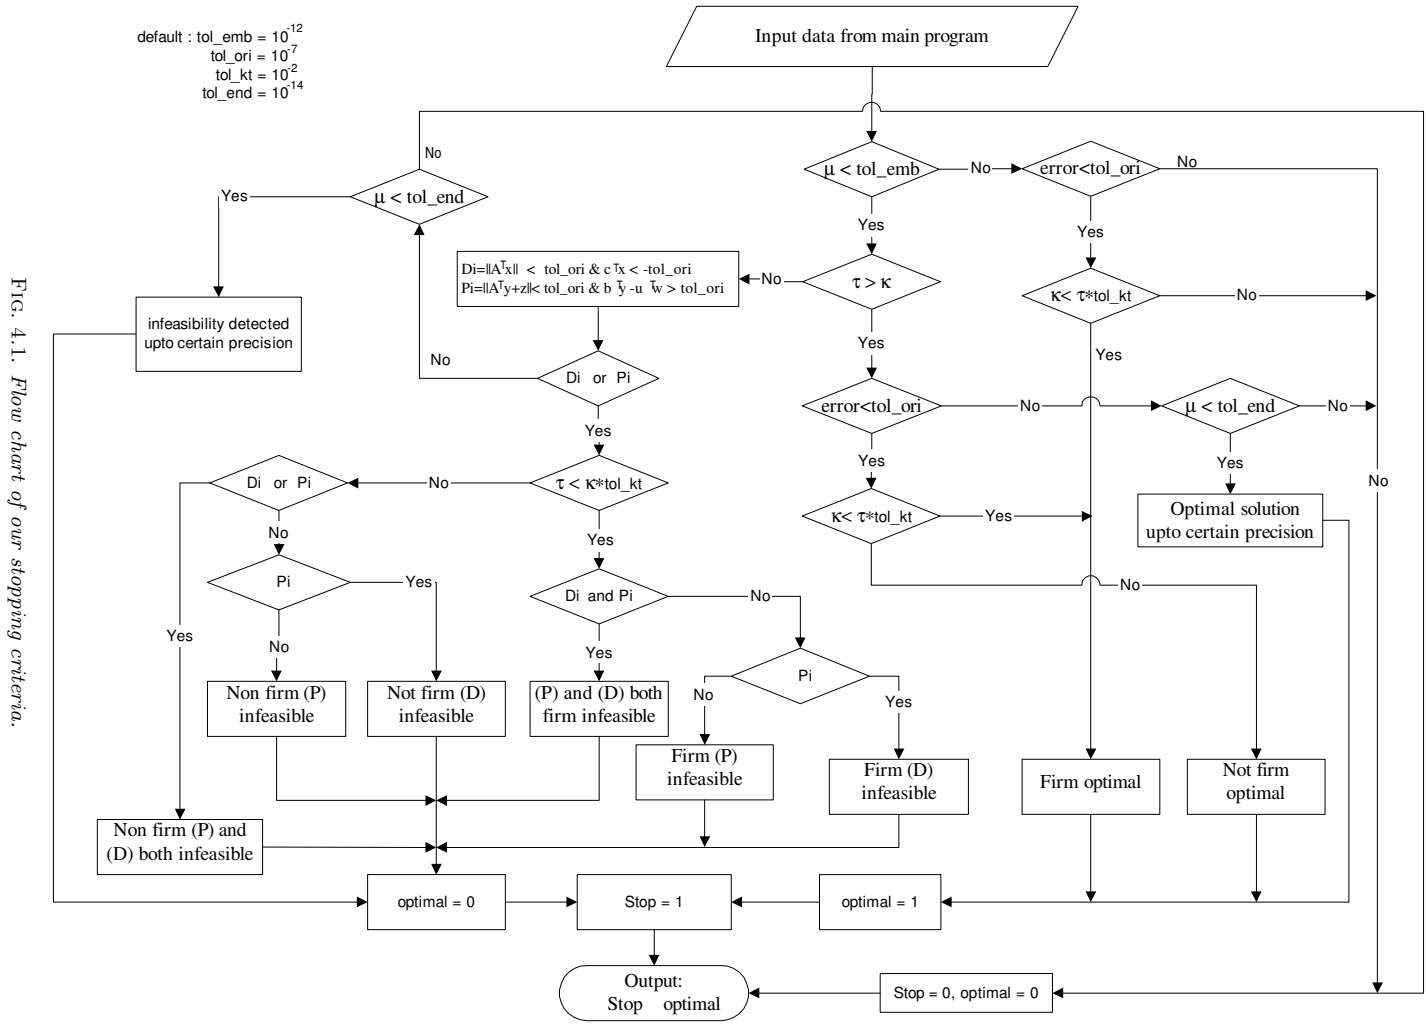 default : tol_emb = 10^-12
tol_ori = 10^-7
tol_kt = 10^-2
tol_end = 10^-14
Input data from main program
No
μ < tol_emb
No
error<tol_ori
No
Yes
μ < tol_end
Yes
Yes
Di=||A^Tx|| < tol_ori & c^Tx < -tol_ori
Pi=||A^Ty+z||< tol_ori & b^Ty -u^Tw > tol_ori
No
τ > κ
κ< τ*tol_kt
No
infeasibility detected
upto certain precision
Yes
Yes
No
Di or Pi
error<tol_ori
No
μ < tol_end
No
Yes
Yes
Yes
Di or Pi
No
τ < κ*tol_kt
No
κ< τ*tol_kt
Yes
Optimal solution
upto certain precision
No
Yes
Pi
Yes
Di and Pi
No
No
Yes
No
Yes
Pi
No
Yes
Non firm (P)
infeasible
Not firm (D)
infeasible
(P) and (D) both
firm infeasible
Firm (P)
infeasible
Firm (D)
infeasible
Firm optimal
Not firm
optimal
Non firm (P) and
(D) both infeasible
optimal = 0
Stop = 1
optimal = 1
Output:
Stop optimal
Stop = 0, optimal = 0
FIG. 4.1. Flow chart of our stopping criteria.